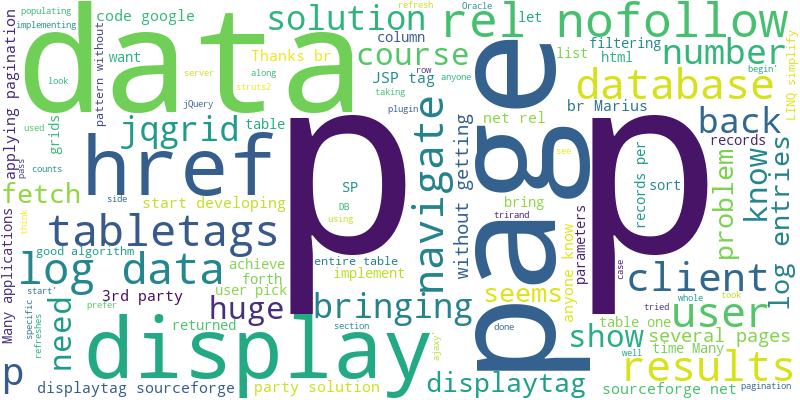 populating
implementing
code google
want
look
data
Thanks br
along
server
solution
column
JSP tag
row
taking
plugin
refresh
Oracle
struts2
anyone
course
let
rel
nofollow
list
filtering
html
number
begin'
LINQ simplify
database
br Marius
net rel
back
records
Many applications
applying pagination
pass
used
counts
grids
pattern without
jqgrid
table
jQuery
href
fetch
side
start developing
tabletags
good algorithm
achieve
forth
log data
3rd party
user pick
huge
need
start'
specific
refreshes
prefer
think
p
returned
display
displaytag sourceforge
party solution
section
ajaxy
p
SP
DB
using
entire table
implement
bringing
navigate
without getting
page
see
bring
trirand
seems
anyone know
parameters
case
tried
done
displaytag
p
records per
sort
problem
know
log entries
client
user
table one
whole
took
show
several pages
time Many
well
results
sourceforge net
pagination